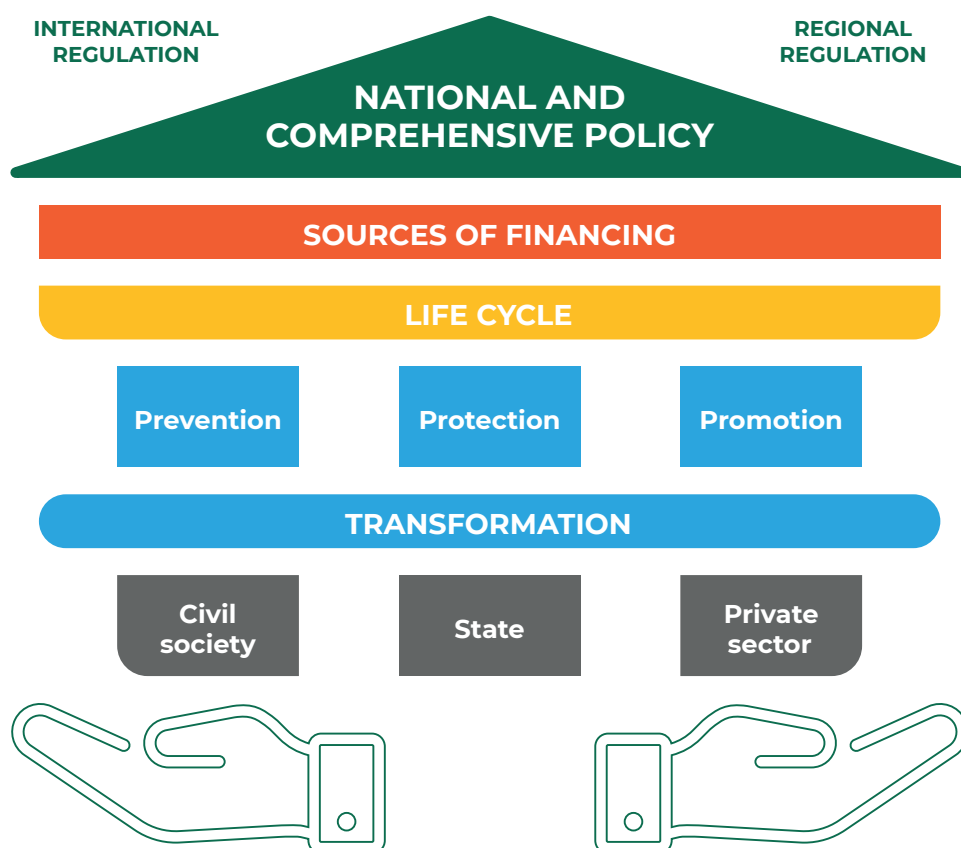 INTERNATIONAL
REGULATION
REGIONAL
REGULATION
NATIONAL AND
COMPREHENSIVE POLICY
SOURCES OF FINANCING
LIFE CYCLE
Prevention
Protection
Promotion
TRANSFORMATION
Civil
society
State
Private
sector